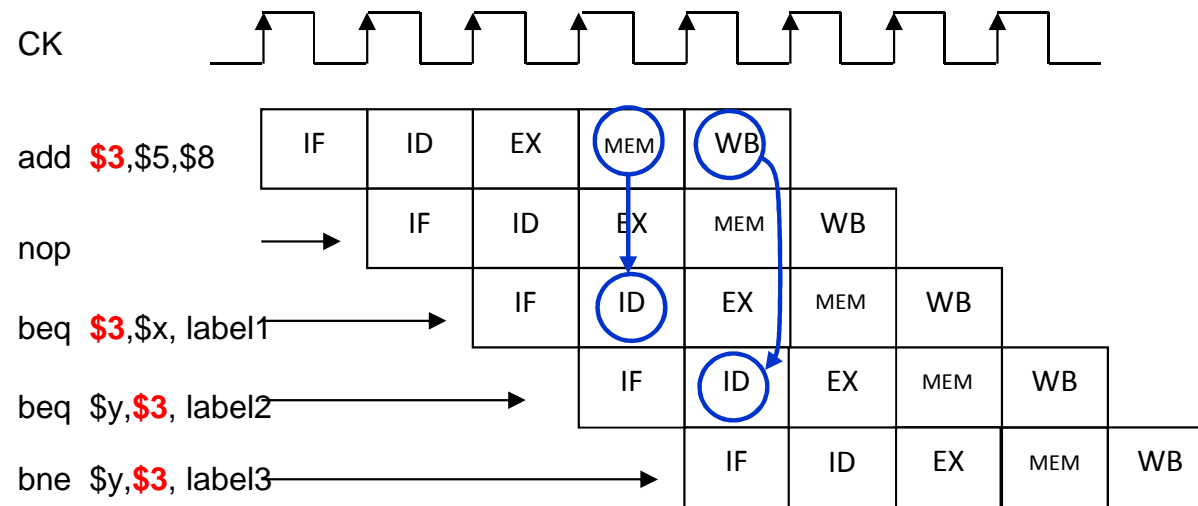 CK
add $3,$5,$8 IF ID EX MEM WB
nop IF ID EX MEM WB
beq $3,$x, label1 IF ID EX MEM WB
beq $y,$3, label2 IF ID EX MEM WB
bne $y,$3, label3 IF ID EX MEM WB